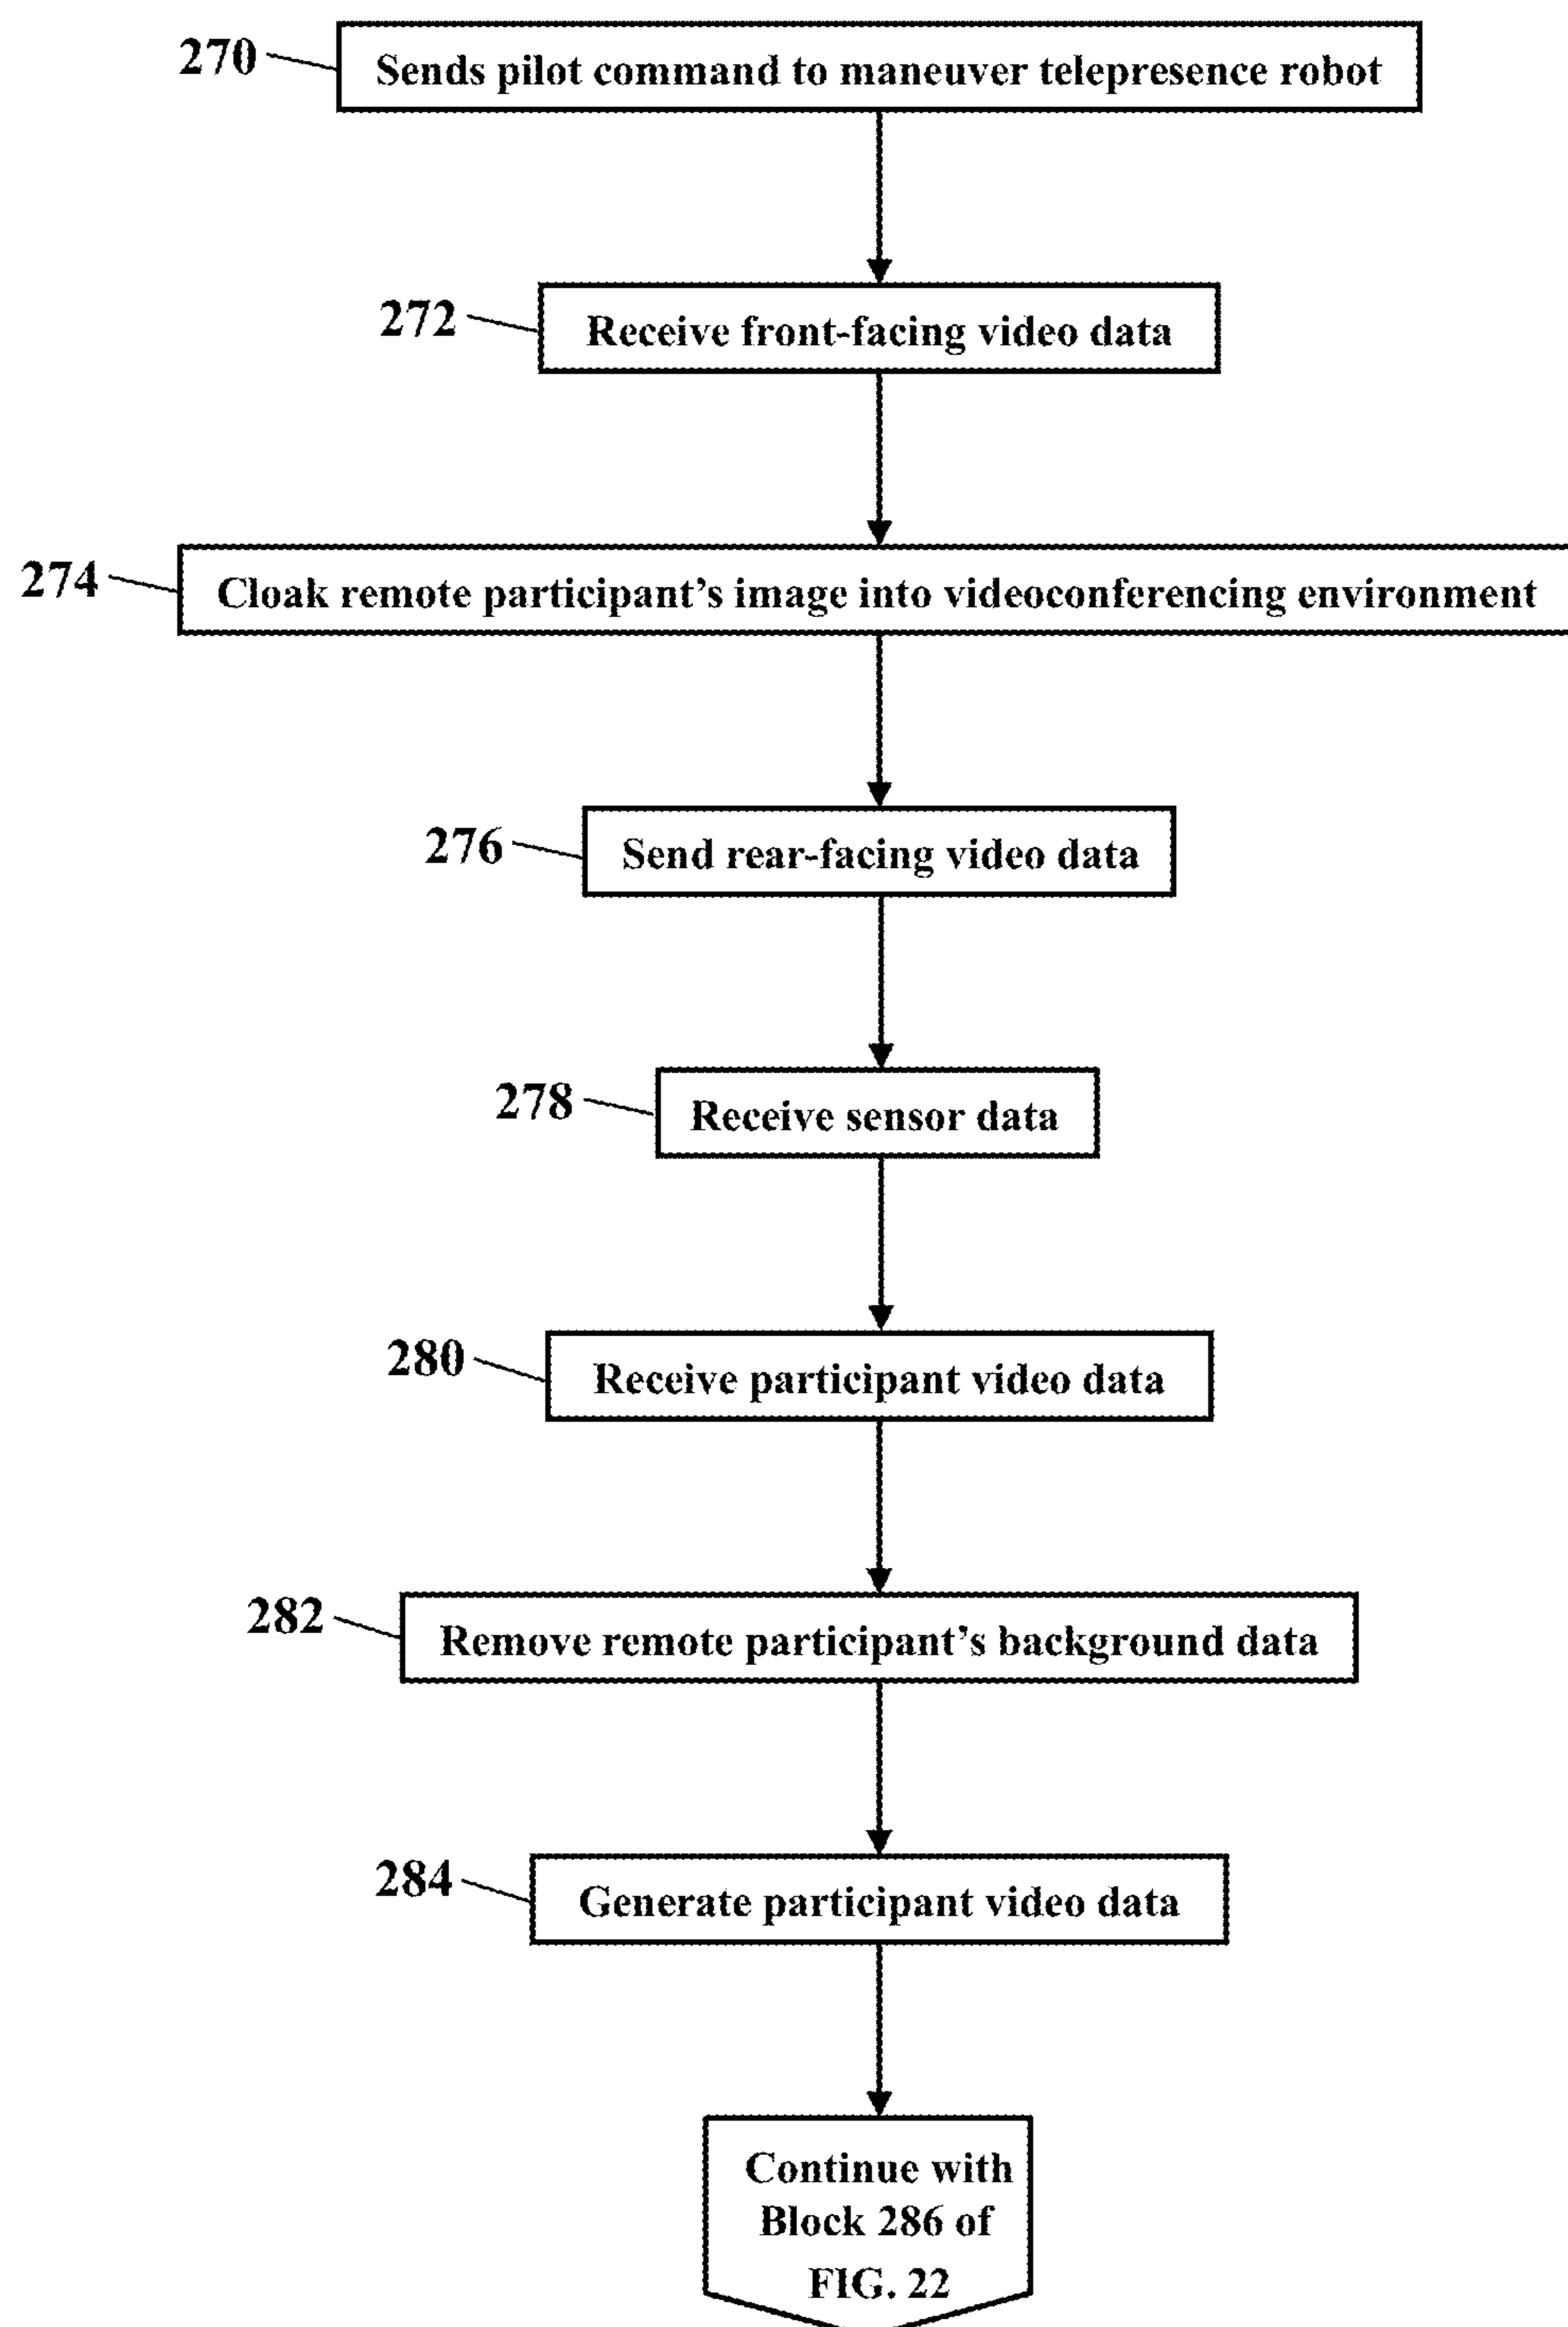 270 Sends pilot command to maneuver telepresence robot
272 Receive front-facing video data
274 Cloak remote participant’s image into videoconferencing environment
276 Send rear-facing video data
278 Receive sensor data
280 Receive participant video data
282 Remove remote participant’s background data
284 Generate participant video data
Continue with
Block 286 of
FIG. 22